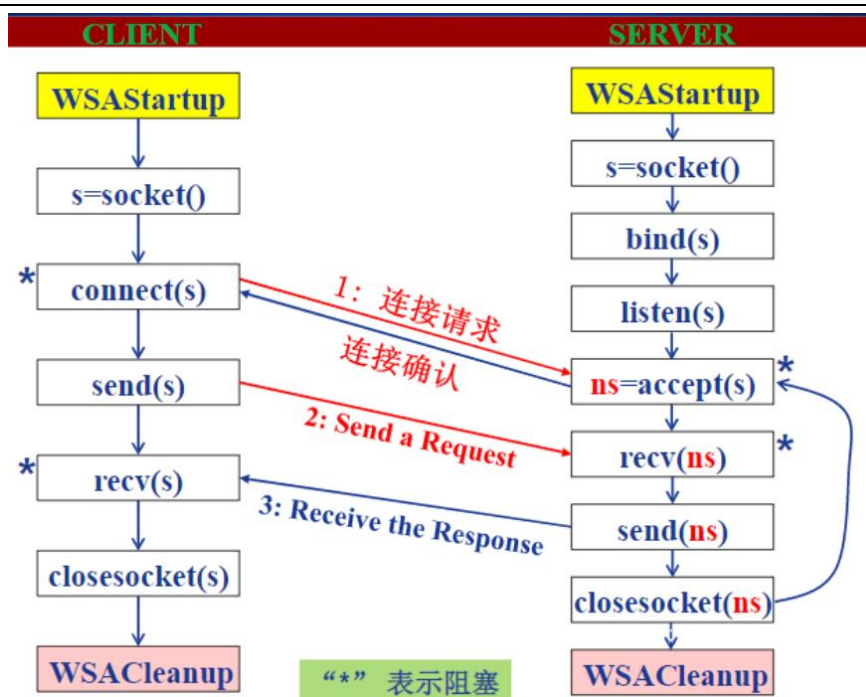 CLIENT
SERVER
WSAStartup
s=socket()
connect(s)
*
send(s)
recv(s)
*
closesocket(s)
WSACleanup
1: 连接请求
连接确认
2: Send a Request
3: Receive the Response
WSAStartup
s=socket()
bind(s)
listen(s)
ns=accept(s)
*
recv(ns)
*
send(ns)
closesocket(ns)
WSACleanup
“*” 表示阻塞